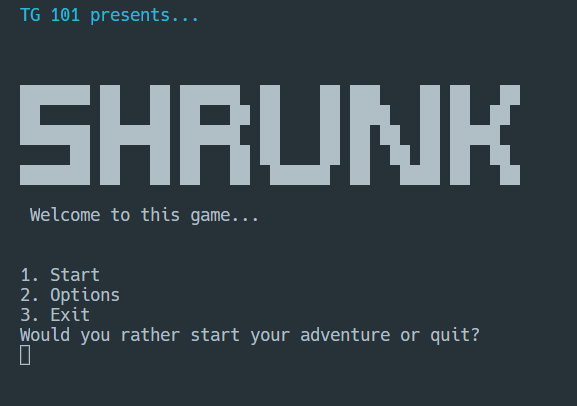 TG 101 presents...
SHRUNK
Welcome to this game...
1. Start
2. Options
3. Exit
Would you rather start your adventure or quit?